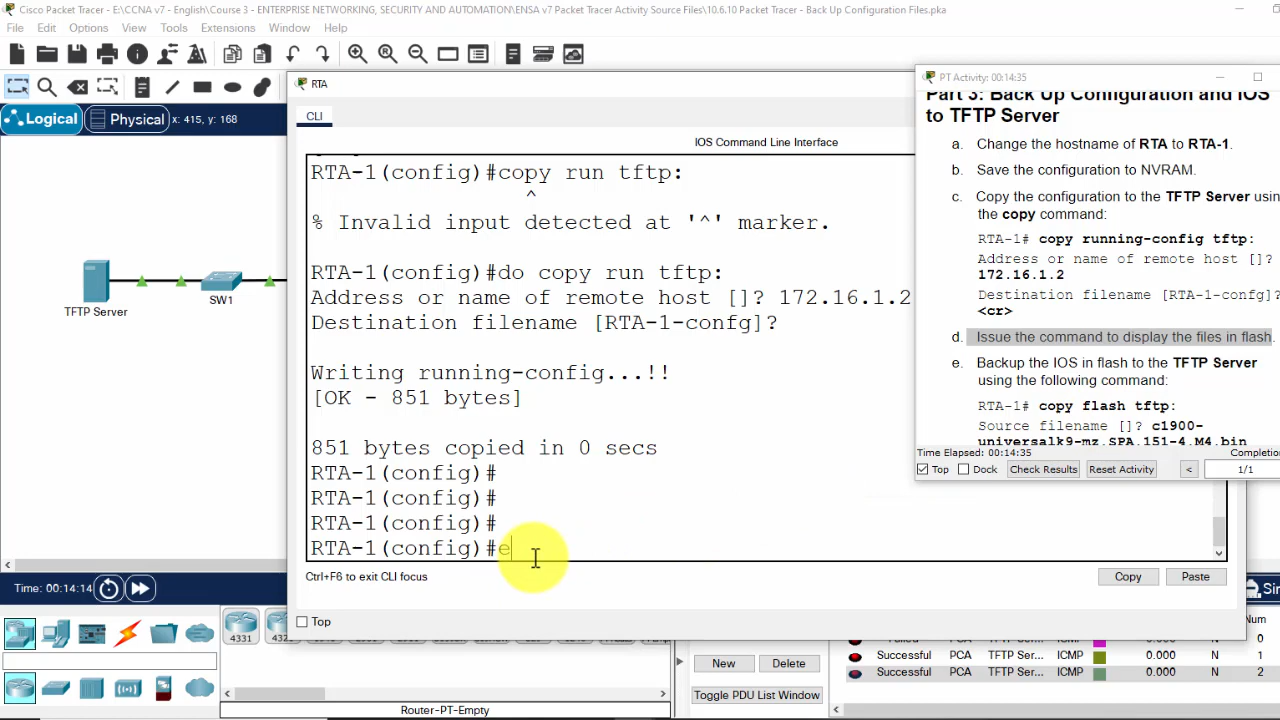 Cisco Packet Tracer - E:\CCNA v7 - English\Course 3 - ENTERPRISE NETWORKING, SECURITY AND AUTOMATION\ENSA v7 Packet Tracer Activity Source Files\10.6.10 Packet Tracer - Back Up Configuration Files.pka
File Edit Options View Tools Extensions Window Help
Logical Physical x: 415, y: 168
TFTP Server
SW1
RTA
CLI
IOS Command Line Interface
RTA-1(config)#copy run tftp:
^
% Invalid input detected at '^' marker.
RTA-1(config)#do copy run tftp:
Address or name of remote host []? 172.16.1.2
Destination filename [RTA-1-confg]?
Writing running-config...!!
[OK - 851 bytes]
851 bytes copied in 0 secs
RTA-1(config)#
RTA-1(config)#
RTA-1(config)#
RTA-1(config)#e
Ctrl+F6 to exit CLI focus
Copy Paste
Top
PT Activity: 00:14:35
Part 3: Back Up Configuration and IOS
to TFTP Server
a. Change the hostname of RTA to RTA-1.
b. Save the configuration to NVRAM.
c. Copy the configuration to the TFTP Server usin
the copy command:
RTA-1# copy running-config tftp:
Address or name of remote host []?
172.16.1.2
Destination filename [RTA-1-confg]?
<cr>
d. Issue the command to display the files in flash.
e. Backup the IOS in flash to the TFTP Server
using the following command:
RTA-1# copy flash tftp:
Source filename []? c1900-
universalk9-mz.SPA.151-4.M4.bin
Time Elapsed: 00:14:35 Completio
Top Dock Check Results Reset Activity < 1/1
Time: 00:14:14
Sin
4331
Router-PT-Empty
New Delete
Toggle PDU List Window
Num
ICMP 0.000 N 0
Successful PCA TFTP Ser... ICMP 0.000 N 1
Successful PCA TFTP Ser... ICMP 0.000 N 2